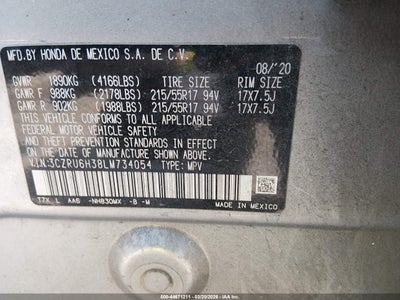 MFD.BY HONDA DE MEXICO S.A. DE C.V.
08/'20
GVWR 1890KG (4166LBS) TIRE SIZE RIM SIZE
GAWR F 988KG (2178LBS) 215/55R17 94V 17X7.5J
GAWR R 902KG (1988LBS) 215/55R17 94V 17X7.5J
THIS VEHICLE CONFORMS TO ALL APPLICABLE
FEDERAL MOTOR VEHICLE SAFETY AND
STANDARDS IN EFFECT ON THE DATE OF
MANUFACTURE SHOWN ABOVE.
V.I.N:3CZRU6H38LM734054 TYPE: MPV
T7X L AA6 -NH830MX -B -M
MADE IN MEXICO